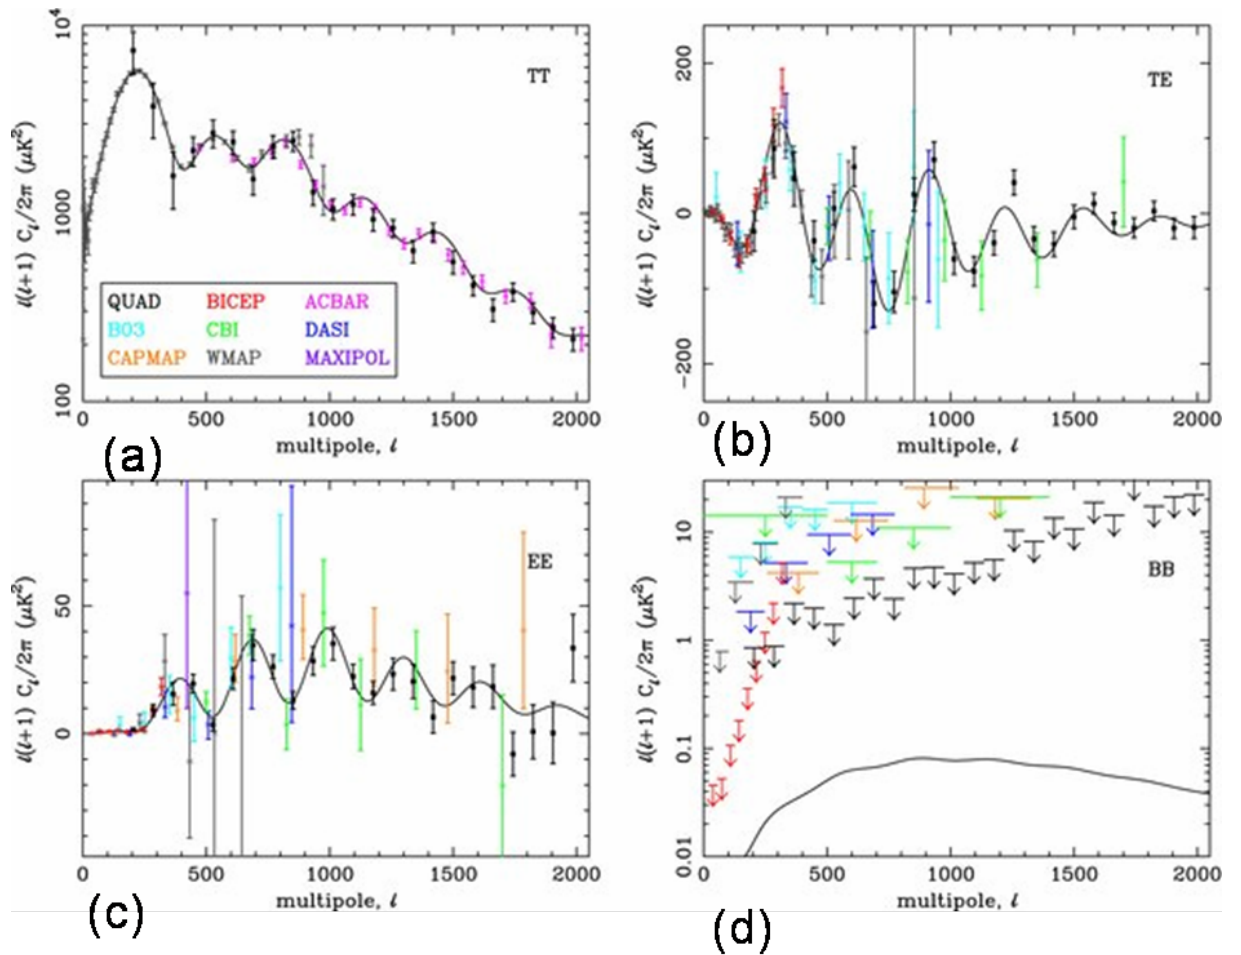 10⁴
1000
100
ℓ(ℓ+1) Cℓ/2π (μK²)
TT
QUAD BICEP ACBAR
B03 CBI DASI
CAPMAP WMAP MAXIPOL
0 500 1000 1500 2000
multipole, ℓ
(a)
200
0
−200
ℓ(ℓ+1) Cℓ/2π (μK²)
TE
0 500 1000 1500 2000
multipole, ℓ
(b)
50
0
ℓ(ℓ+1) Cℓ/2π (μK²)
EE
0 500 1000 1500 2000
multipole, ℓ
(c)
10
1
0.1
0.01
ℓ(ℓ+1) Cℓ/2π (μK²)
BB
0 500 1000 1500 2000
multipole, ℓ
(d)